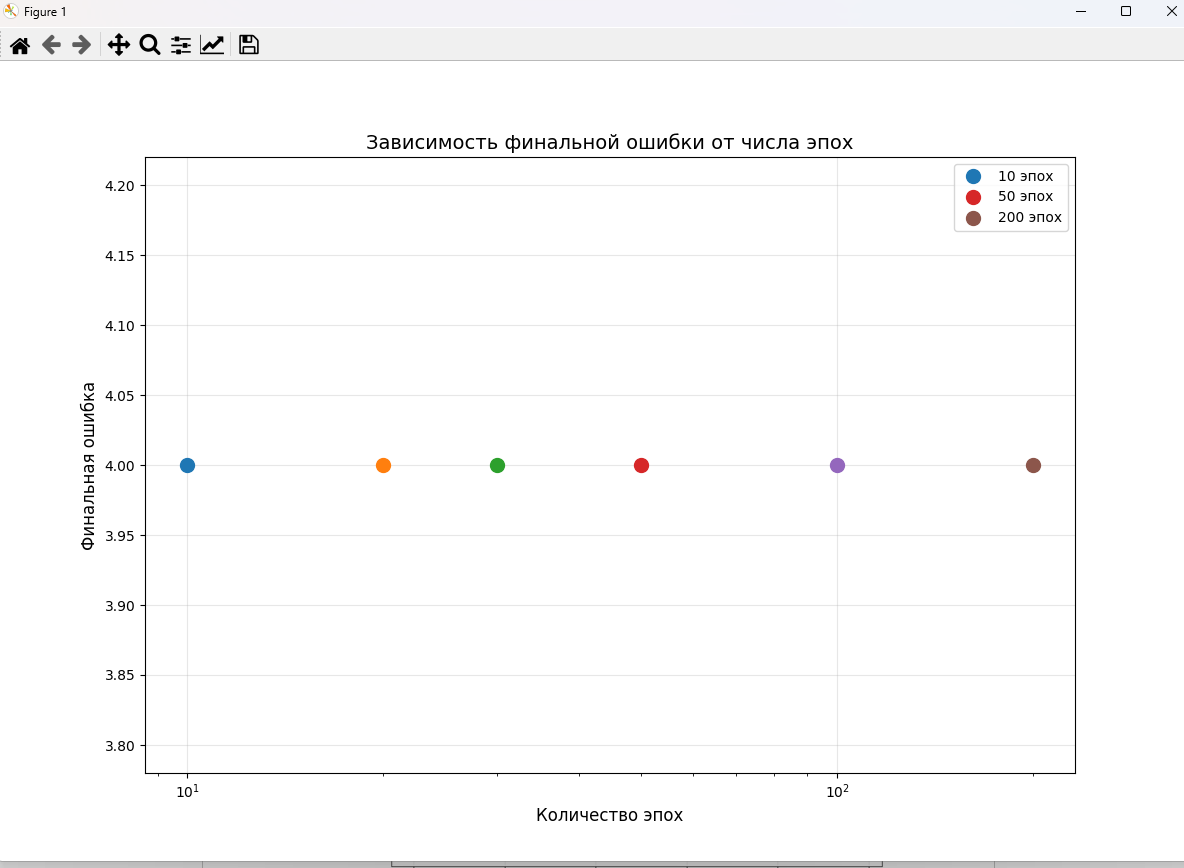 Figure 1
Зависимость финальной ошибки от числа эпох
10 эпох
50 эпох
200 эпох
4.20
4.15
4.10
4.05
4.00
3.95
3.90
3.85
3.80
Финальная ошибка
10¹
10²
Количество эпох